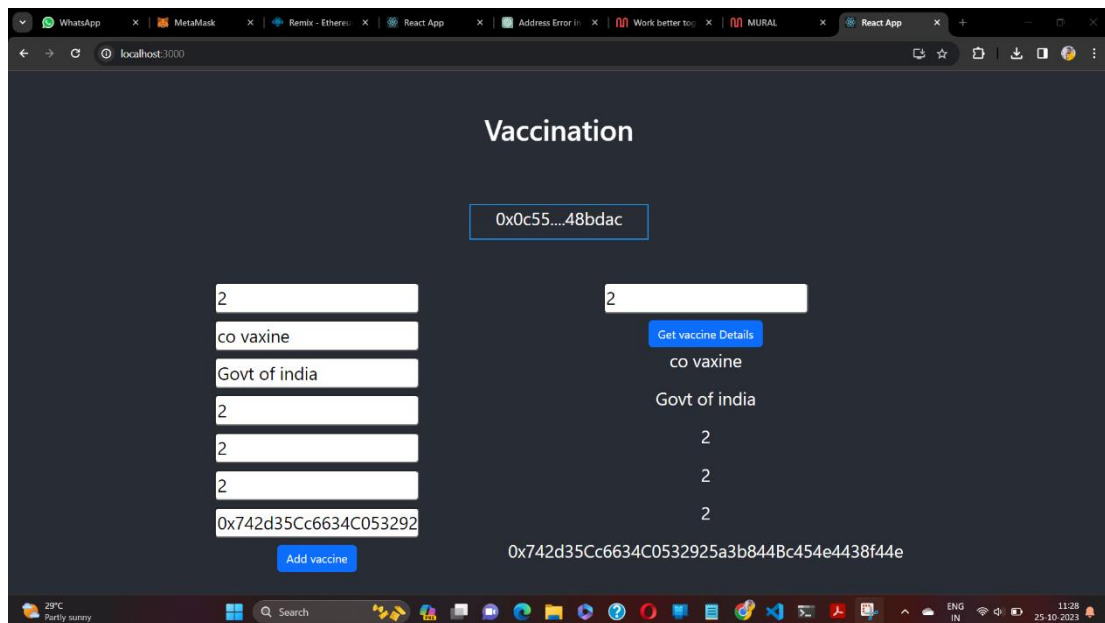 WhatsApp
MetaMask
Remix - Ethereu
React App
Address Error in
Work better tog
MURAL
React App
localhost:3000
Vaccination
0x0c55....48bdac
2
co vaxine
Govt of india
2
2
2
0x742d35Cc6634C053292
Add vaccine
2
Get vaccine Details
co vaxine
Govt of india
2
2
2
0x742d35Cc6634C0532925a3b844Bc454e4438f44e
29°C
Partly sunny
Search
ENG
IN
11:28
25-10-2023